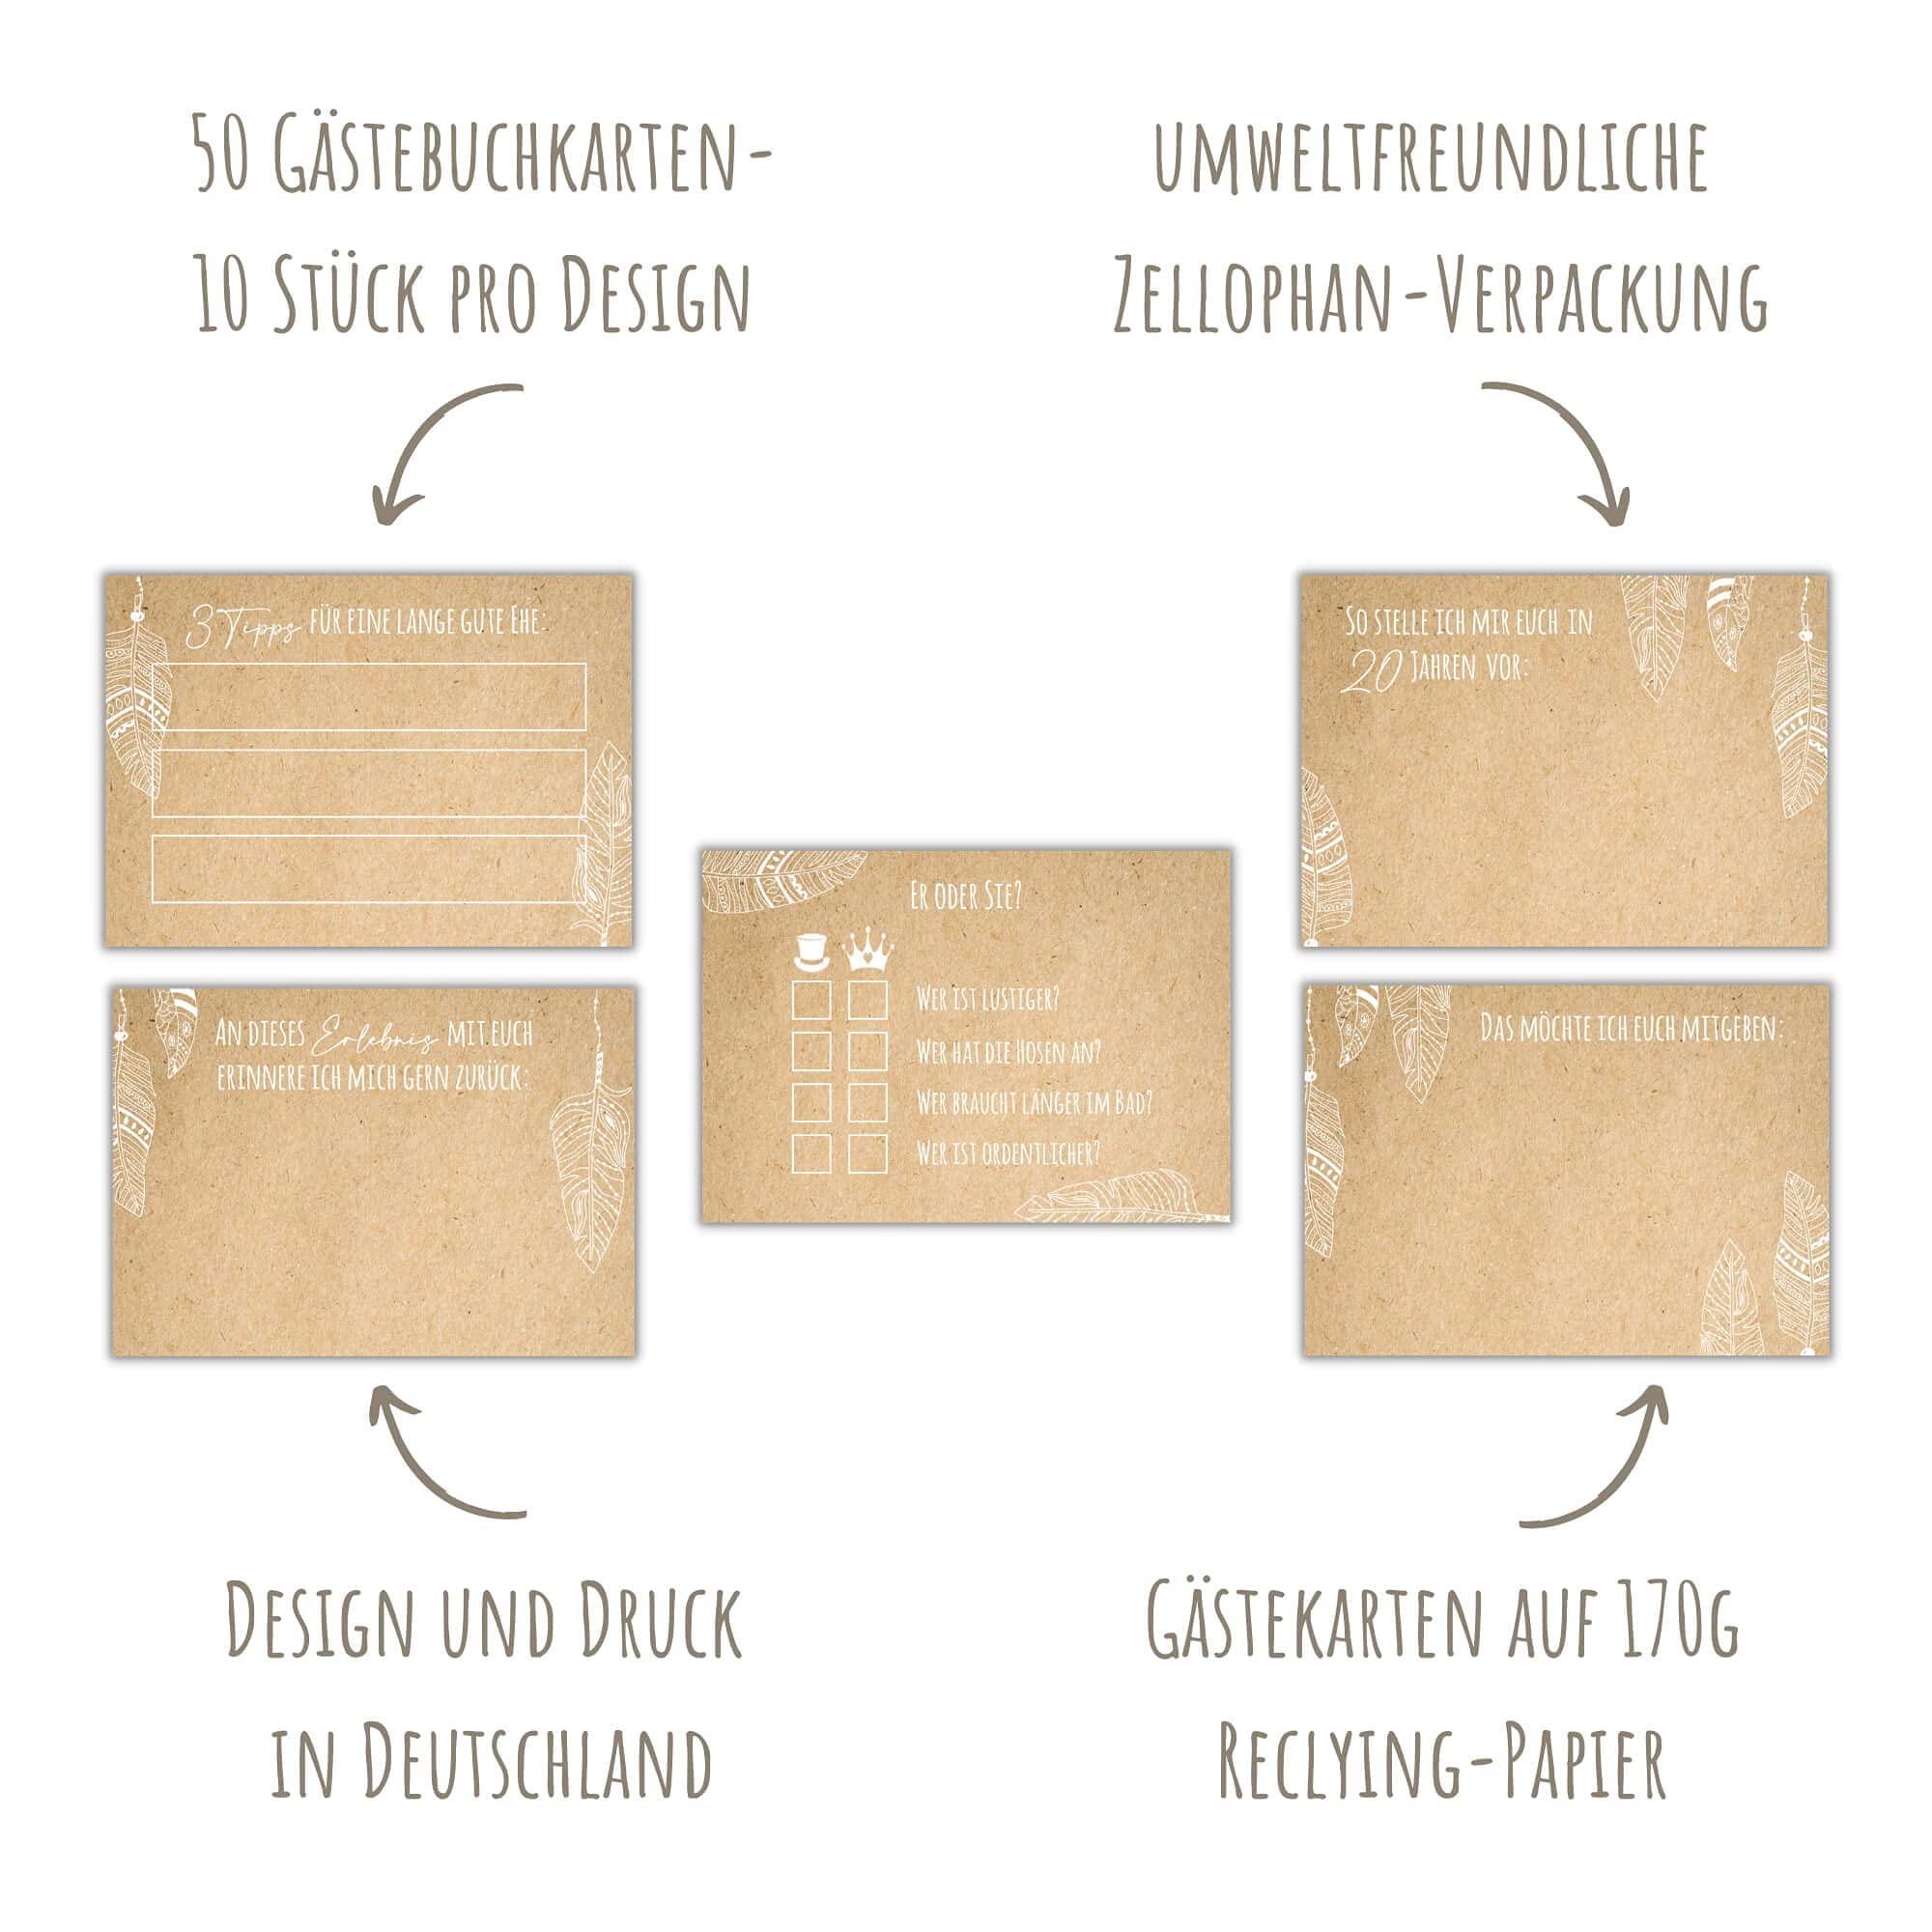 50 Gästebuchkarten-
10 Stück pro Design
umweltfreundliche
Zellophan-Verpackung
3 Tipps für eine lange gute Ehe:
So stelle ich mir euch in
20 Jahren vor:
Er oder Sie?
Wer ist lustiger?
Wer hat die Hosen an?
Wer braucht länger im Bad?
Wer ist ordentlicher?
An dieses Erlebnis mit euch
erinnere ich mich gern zurück:
Das möchte ich euch mitgeben:
Design und Druck
in Deutschland
Gästekarten auf 170g
Reclying-Papier